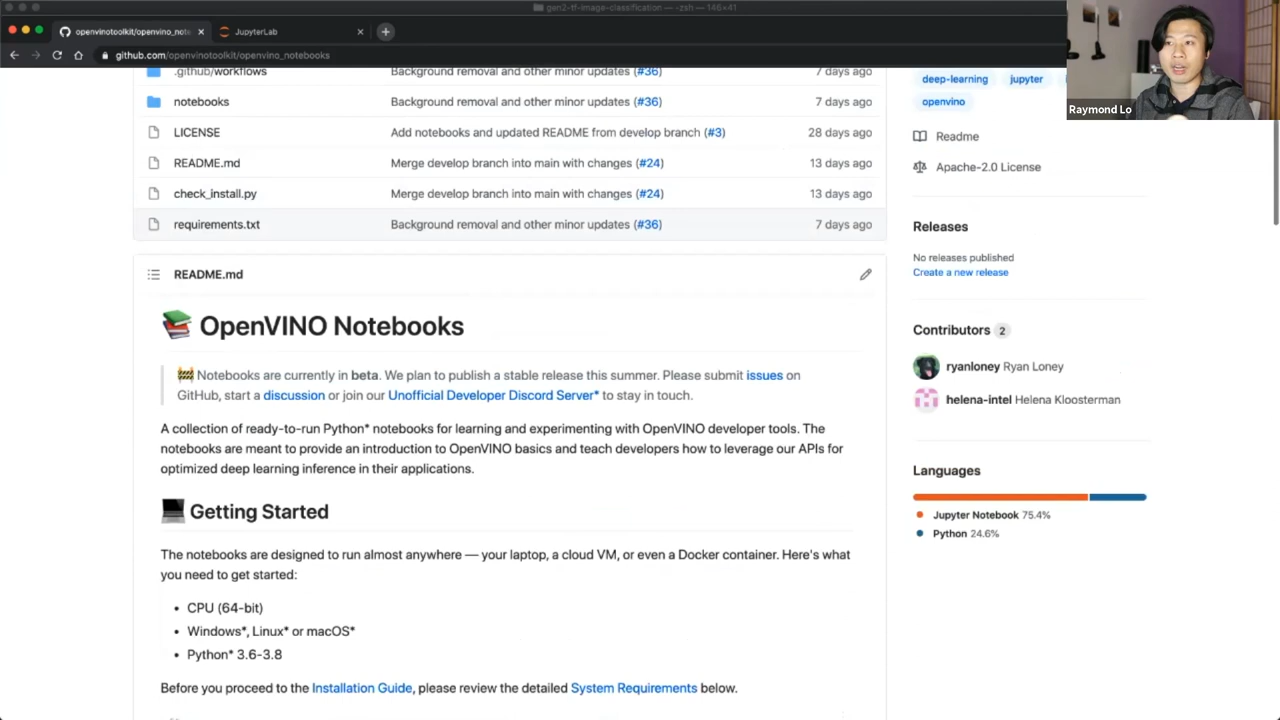 gen2-tf-image-classification — -zsh — 146×41
openvinotoolkit/openvino_note
JupyterLab
github.com/openvinotoolkit/openvino_notebooks
Raymond Lo
.github/workflows Background removal and other minor updates (#36) 7 days ago
notebooks Background removal and other minor updates (#36) 7 days ago
LICENSE Add notebooks and updated README from develop branch (#3) 28 days ago
README.md Merge develop branch into main with changes (#24) 13 days ago
check_install.py Merge develop branch into main with changes (#24) 13 days ago
requirements.txt Background removal and other minor updates (#36) 7 days ago
README.md
OpenVINO Notebooks
Notebooks are currently in beta. We plan to publish a stable release this summer. Please submit issues on
GitHub, start a discussion or join our Unofficial Developer Discord Server* to stay in touch.
A collection of ready-to-run Python* notebooks for learning and experimenting with OpenVINO developer tools. The
notebooks are meant to provide an introduction to OpenVINO basics and teach developers how to leverage our APIs for
optimized deep learning inference in their applications.
Getting Started
The notebooks are designed to run almost anywhere — your laptop, a cloud VM, or even a Docker container. Here's what
you need to get started:
• CPU (64-bit)
• Windows*, Linux* or macOS*
• Python* 3.6-3.8
Before you proceed to the Installation Guide, please review the detailed System Requirements below.
deep-learning jupyter
openvino
Readme
Apache-2.0 License
Releases
No releases published
Create a new release
Contributors 2
ryanloney Ryan Loney
helena-intel Helena Kloosterman
Languages
Jupyter Notebook 75.4%
Python 24.6%